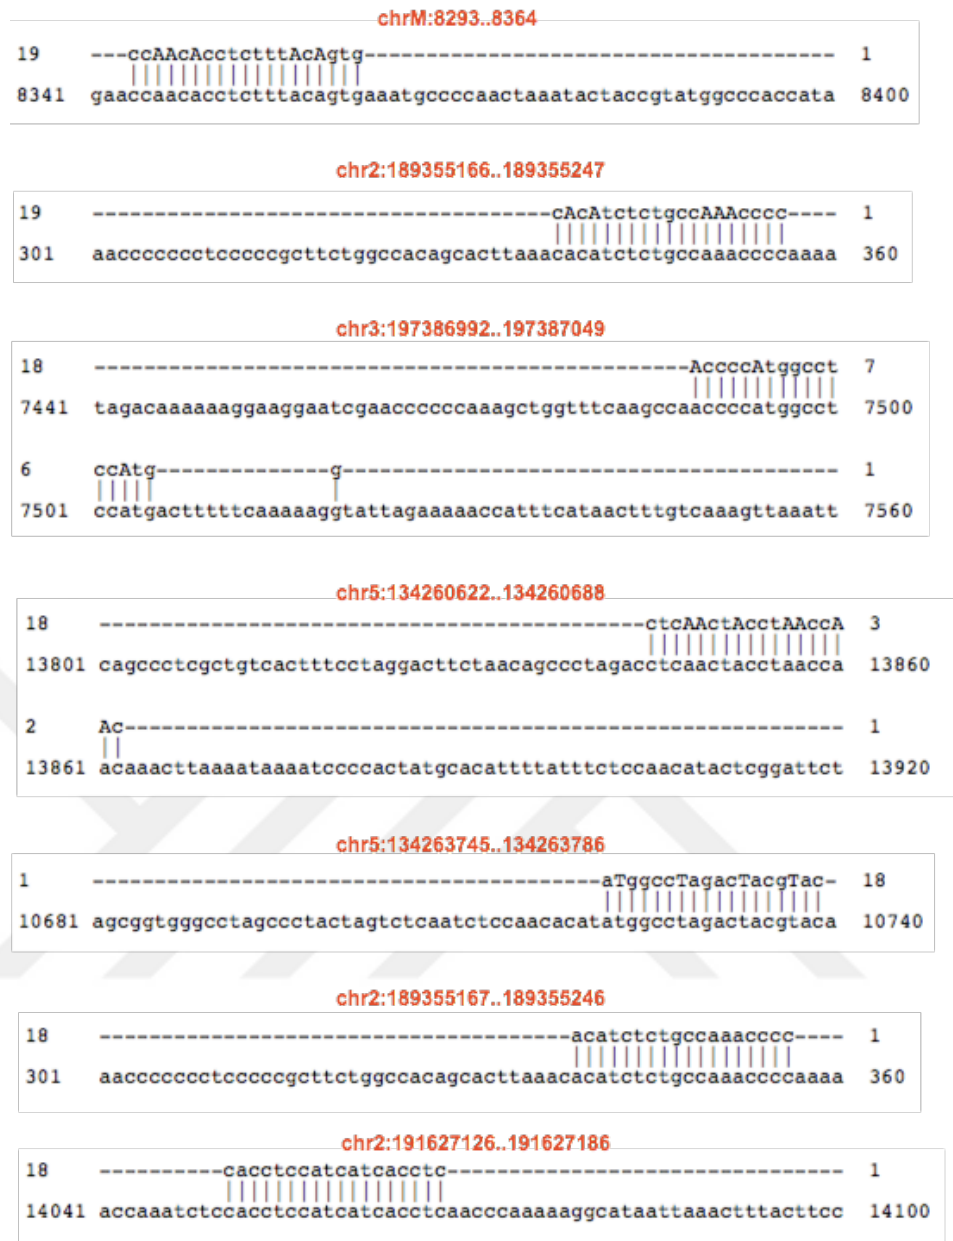 chrM:8293..8364
19 ---ccAAcAcctctttAcAgtg-------------------------------------- 1
8341 gaaccaacacctctttacagtgaaatgccccaactaaatactaccgtatggcccaccata 8400
chr2:189355166..189355247
19 -------------------------------------cAcAtctctgccAAAcccc---- 1
301 aaccccccctcccccgcttctggccacagcacttaaacacatctctgccaaaccccaaaa 360
chr3:197386992..197387049
18 ------------------------------------------------AccccAtggcct 7
7441 tagacaaaaaaggaaggaatcgaaccccccaaagctggtttcaagccaaccccatggcct 7500
6 ccAtg--------------g---------------------------------------- 1
7501 ccatgactttttcaaaaaggtattagaaaaaccatttcataactttgtcaaagttaaatt 7560
chr5:134260622..134260688
18 --------------------------------------------ctcAActAcctAAccA 3
13801 cagccctcgctgtcactttcctaggacttctaacagccctagacctcaactacctaacca 13860
2 Ac---------------------------------------------------------- 1
13861 acaaacttaaaataaaatccccactatgcacattttatttctccaacatactcggattct 13920
chr5:134263745..134263786
1 -----------------------------------------aTggccTagacTacgTac- 18
10681 agcggtgggcctagccctactagtctcaatctccaacacatatggcctagactacgtaca 10740
chr2:189355167..189355246
18 --------------------------------------acatctctgccaaacccc---- 1
301 aaccccccctcccccgcttctggccacagcacttaaacacatctctgccaaaccccaaaa 360
chr2:191627126..191627186
18 ----------cacctccatcatcacctc-------------------------------- 1
14041 accaaatctccacctccatcatcacctcaacccaaaaaggcataattaaactttacttcc 14100